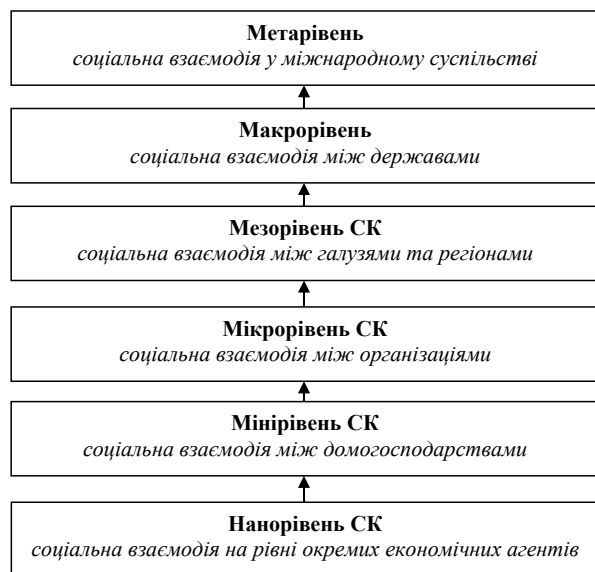 Метарівень
соціальна взаємодія у міжнародному суспільстві
Макрорівень
соціальна взаємодія між державами
Мезорівень СК
соціальна взаємодія між галузями та регіонами
Мікрорівень СК
соціальна взаємодія між організаціями
Мінірівень СК
соціальна взаємодія між домогосподарствами
Нанорівень СК
соціальна взаємодія на рівні окремих економічних агентів